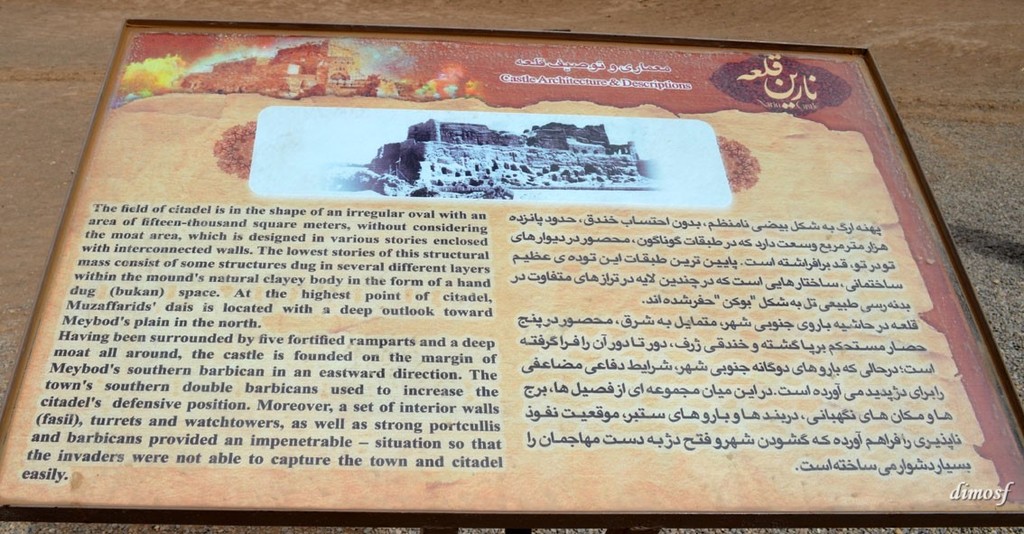 معماری و توصیف قلعه
Castle Architecture & Descriptions
نارین قلعه
Narin Castle
The field of citadel is in the shape of an irregular oval with an
area of fifteen-thousand square meters, without considering
the moat area, which is designed in various stories enclosed
with interconnected walls. The lowest stories of this structural
mass consist of some structures dug in several different layers
within the mound's natural clayey body in the form of a hand
dug (bukan) space. At the highest point of citadel,
Muzaffarids' dais is located with a deep outlook toward
Meybod's plain in the north.
Having been surrounded by five fortified ramparts and a deep
moat all around, the castle is founded on the margin of
Meybod's southern barbican in an eastward direction. The
town's southern double barbicans used to increase the
citadel's defensive position. Moreover, a set of interior walls
(fasil), turrets and watchtowers, as well as strong portcullis
and barbicans provided an impenetrable – situation so that
the invaders were not able to capture the town and citadel
easily.
پهنه ارگ به شکل بیضی نامنظم، بدون احتساب خندق، حدود پانزده
هزار مترمربع وسعت دارد که در طبقات گوناگون، محصور در دیوارهای
تودر تو، قد برافراشته است. پایین ترین طبقات این توده ی عظیم
ساختمانی، ساختارهایی است که در چندین لایه در ترازهای متفاوت در
بدنه رسی طبیعی تل به شکل "بوکن" حفر شده اند.
قلعه در حاشیه باروی جنوبی شهر، متمایل به شرق، محصور در پنج
حصار مستحکم برپا گشته و خندقی ژرف، دور تا دور آن را فرا گرفته
است؛ درحالی که بارو های دوگانه جنوبی شهر، شرایط دفاعی مضاعفی
را برای دژ پدید می آورده است. در این میان مجموعه ای از فصیل ها، برج
ها و مکان های نگهبانی، دربند ها و بارو های ستبر، موقعیت نفوذ
ناپذیری را فراهم آورده که گشودن شهر و فتح دژ به دست مهاجمان را
بسیار دشوار می ساخته است.
dimosf